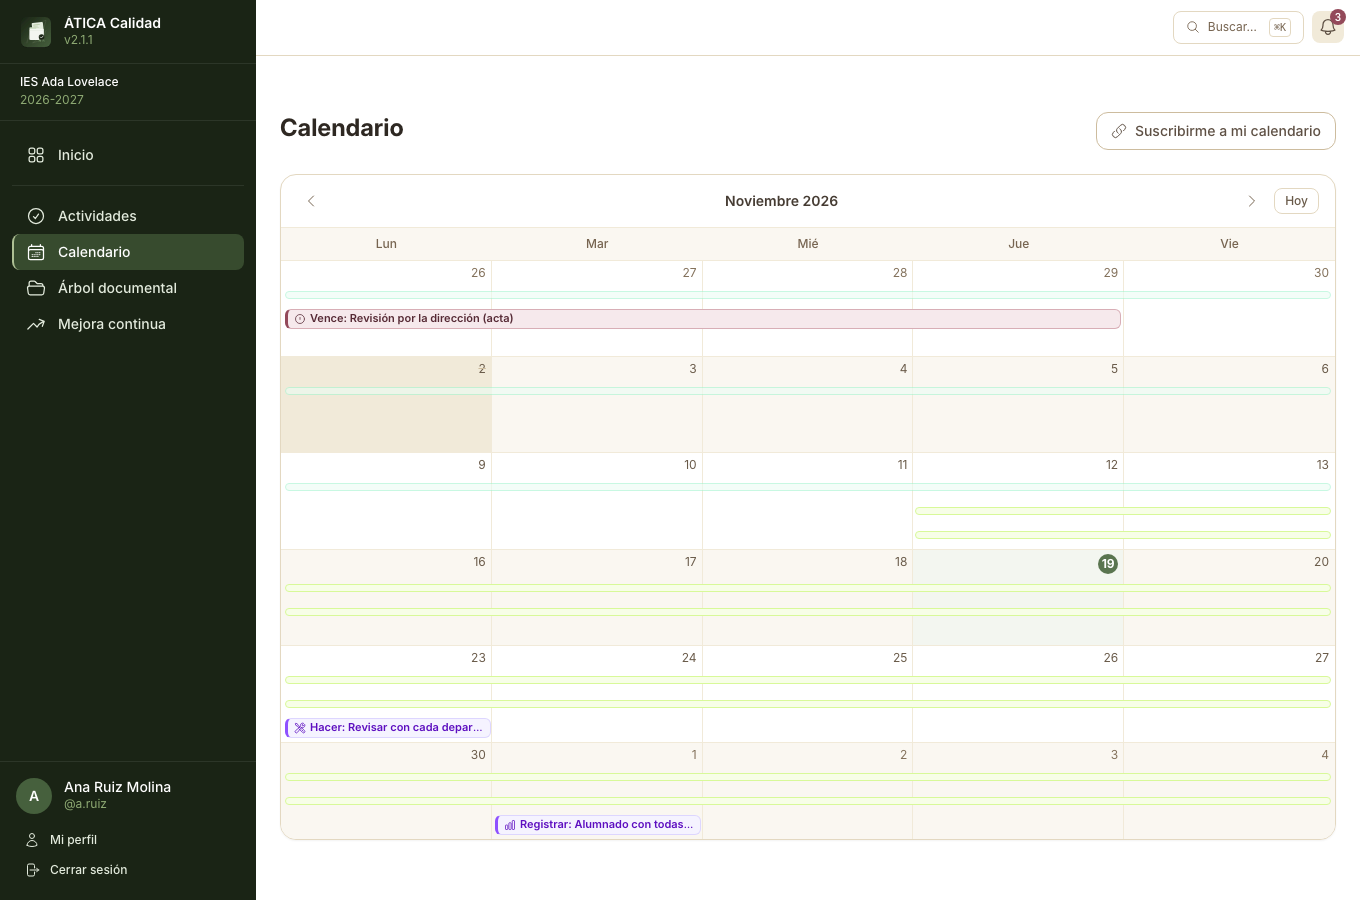 ÁTICA Calidad
v2.1.1
IES Ada Lovelace
2026-2027
Inicio
Actividades
Calendario
Árbol documental
Mejora continua
Ana Ruiz Molina
A
@a.ruiz
Mi perfil
Cerrar sesión
Buscar...
⌘K
3
Calendario
Suscribirme a mi calendario
Noviembre 2026
Hoy
Lun Mar Mié Jue Vie
26 27 28 29 30
Vence: Revisión por la dirección (acta)
2 3 4 5 6
9 10 11 12 13
16 17 18 19 20
23 24 25 26 27
Hacer: Revisar con cada depar...
30 1 2 3 4
Registrar: Alumnado con todas...